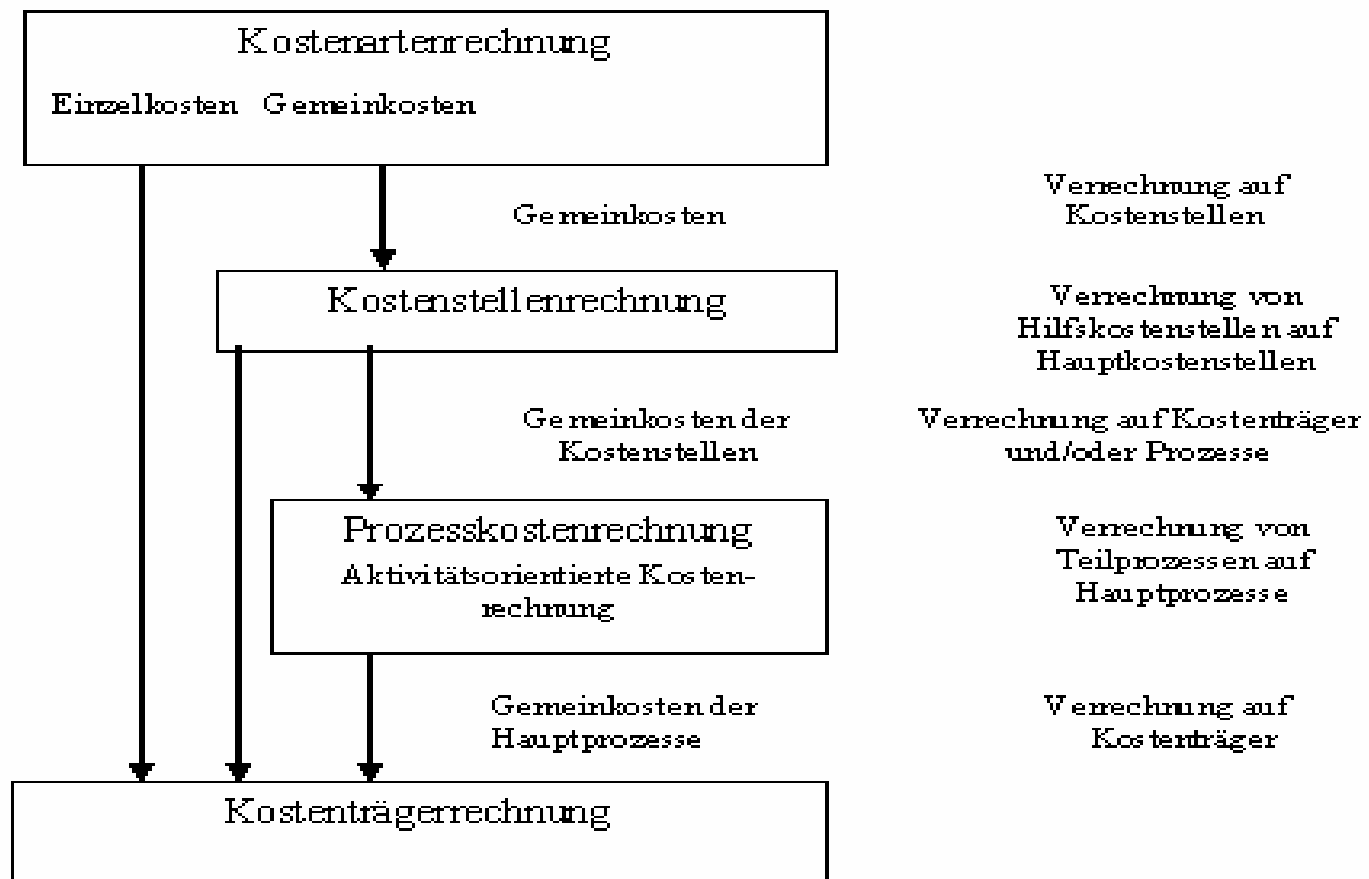 Kostenartenrechnung
Einzelkosten Gemeinkosten
Gemeinkosten
Verrechnung auf
Kostenstellen
Kostenstellenrechnung
Verrechnung von
Hilfskostenstellen auf
Hauptkostenstellen
Gemeinkosten der
Kostenstellen
Verrechnung auf Kostenträger
und/oder Prozesse
Prozesskostenrechnung
Aktivitätsorientierte Kosten-
rechnung
Verrechnung von
Teilprozessen auf
Hauptprozesse
Gemeinkosten der
Hauptprozesse
Verrechnung auf
Kostenträger
Kostenträgerrechnung